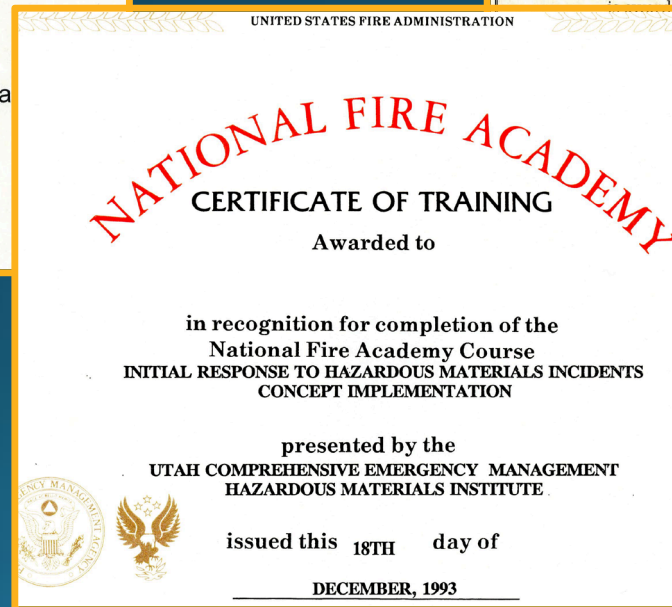 UNITED STATES FIRE ADMINISTRATION
a
NATIONAL FIRE ACADEMY
CERTIFICATE OF TRAINING
Awarded to
in recognition for completion of the
National Fire Academy Course
INITIAL RESPONSE TO HAZARDOUS MATERIALS INCIDENTS
CONCEPT IMPLEMENTATION
presented by the
UTAH COMPREHENSIVE EMERGENCY MANAGEMENT
HAZARDOUS MATERIALS INSTITUTE
issued this 18TH day of
DECEMBER, 1993